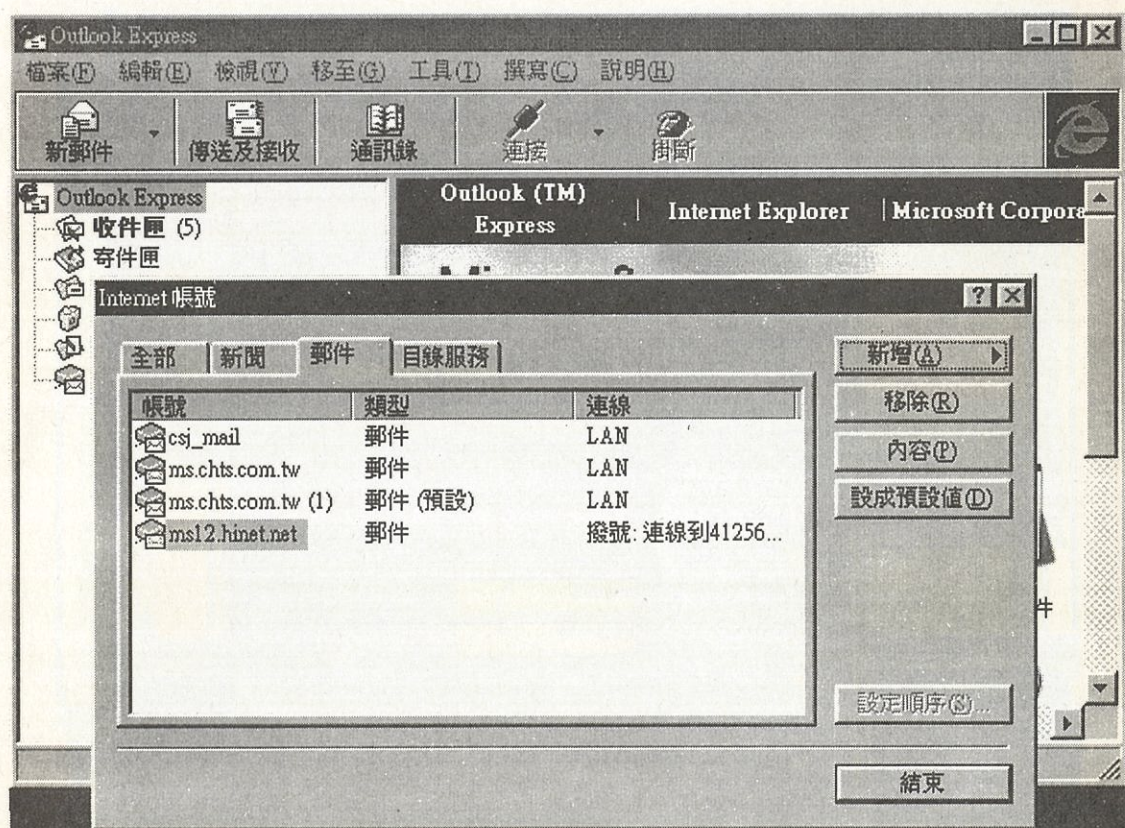 Outlook Express
檔案(F) 編輯(E) 檢視(V) 移至(G) 工具(T) 撰寫(C) 說明(H)
新郵件 傳送及接收 通訊錄 連接 掛斷
Outlook Express
收件匣 (5)
寄件匣
Outlook (TM) Express | Internet Explorer | Microsoft Corpora
Internet 帳號
全部 新聞 郵件 目錄服務
帳號 類型 連線
csj_mail 郵件 LAN
ms.chts.com.tw 郵件 LAN
ms.chts.com.tw (1) 郵件 (預設) LAN
ms12.hinet.net 郵件 撥號: 連線到41256...
新增(A)
移除(R)
內容(P)
設成預設值(D)
件
設定順序(S)...
結束